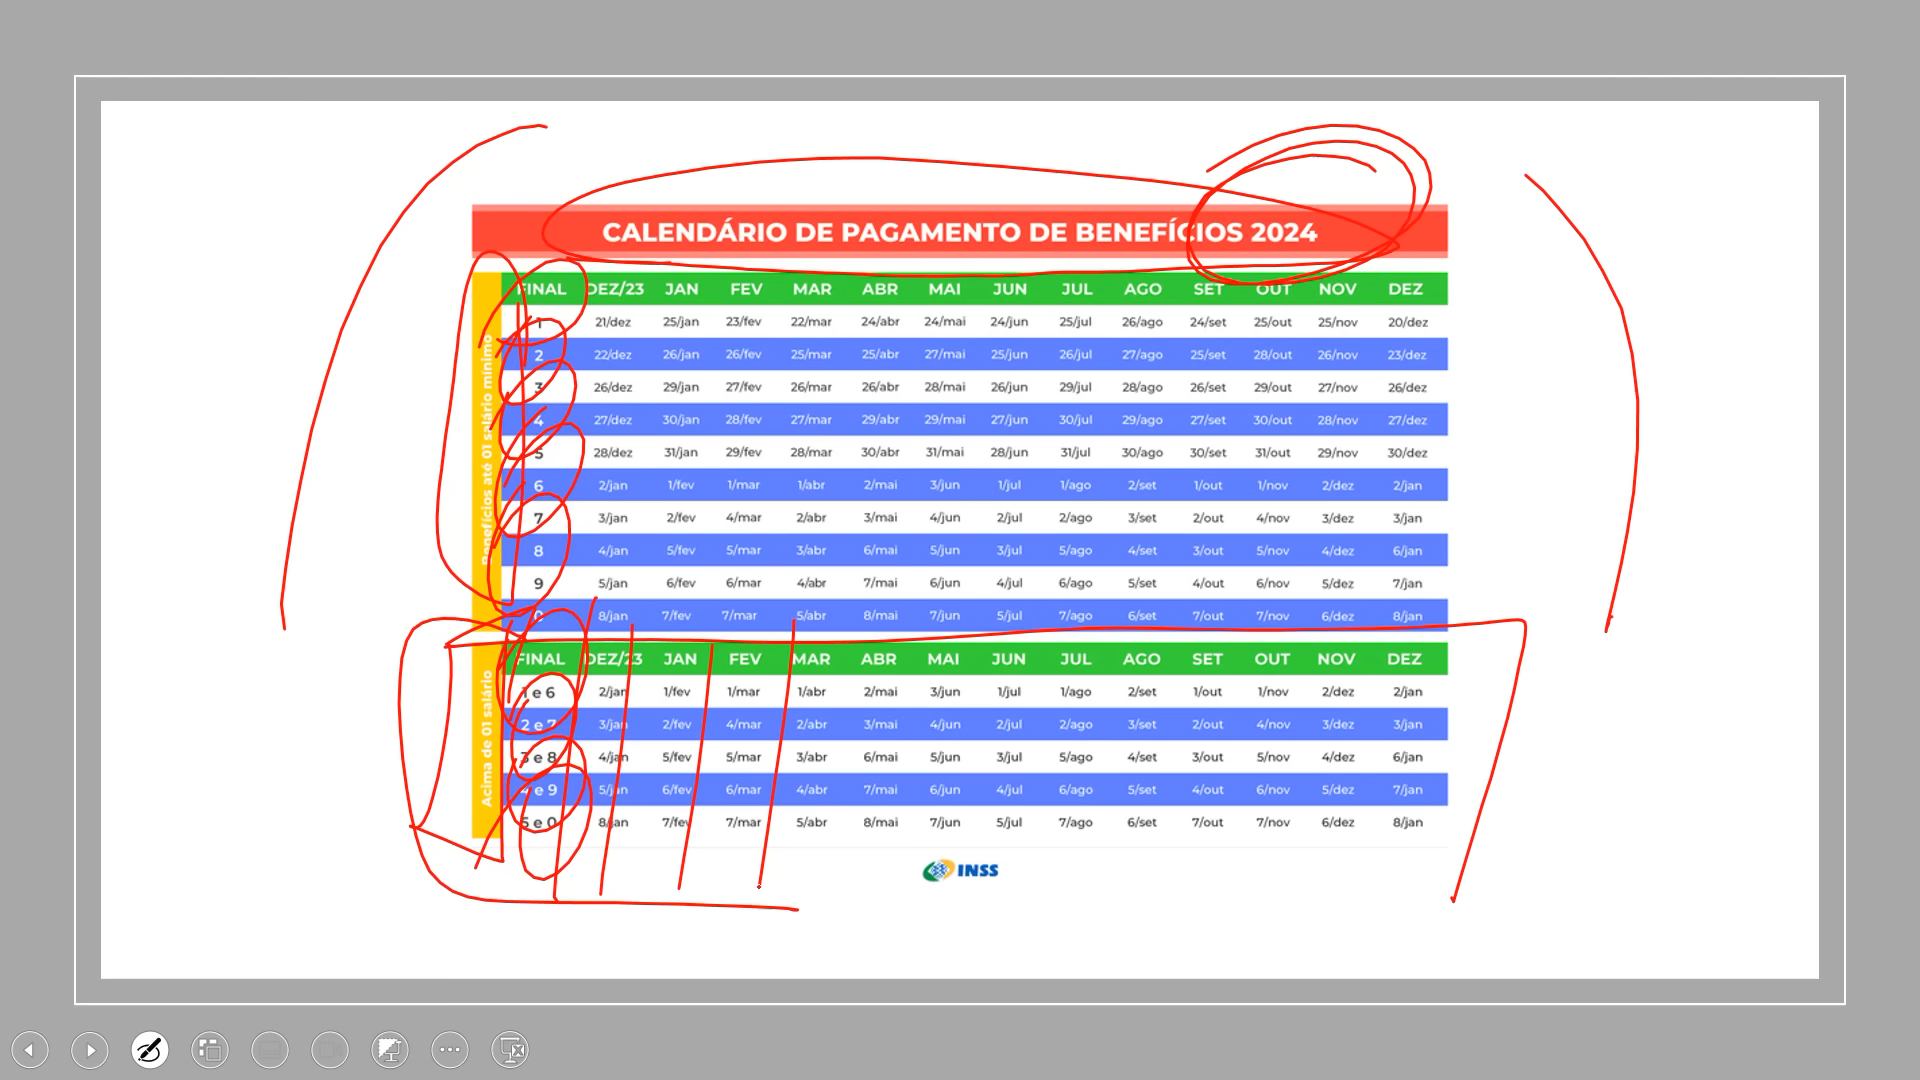 CALENDÁRIO DE PAGAMENTO DE BENEFÍCIOS 2024
Benefícios até 01 salário mínimo
FINAL DEZ/23 JAN FEV MAR ABR MAI JUN JUL AGO SET OUT NOV DEZ
1 21/dez 25/jan 23/fev 22/mar 24/abr 24/mai 24/jun 25/jul 26/ago 24/set 25/out 25/nov 20/dez
2 22/dez 26/jan 26/fev 25/mar 25/abr 27/mai 25/jun 26/jul 27/ago 25/set 28/out 26/nov 23/dez
3 26/dez 29/jan 27/fev 26/mar 26/abr 28/mai 26/jun 29/jul 28/ago 26/set 29/out 27/nov 26/dez
4 27/dez 30/jan 28/fev 27/mar 29/abr 29/mai 27/jun 30/jul 29/ago 27/set 30/out 28/nov 27/dez
5 28/dez 31/jan 29/fev 28/mar 30/abr 31/mai 28/jun 31/jul 30/ago 30/set 31/out 29/nov 30/dez
6 2/jan 1/fev 1/mar 1/abr 2/mai 3/jun 1/jul 1/ago 2/set 1/out 1/nov 2/dez 2/jan
7 3/jan 2/fev 4/mar 2/abr 3/mai 4/jun 2/jul 2/ago 3/set 2/out 4/nov 3/dez 3/jan
8 4/jan 5/fev 5/mar 3/abr 6/mai 5/jun 3/jul 5/ago 4/set 3/out 5/nov 4/dez 6/jan
9 5/jan 6/fev 6/mar 4/abr 7/mai 6/jun 4/jul 6/ago 5/set 4/out 6/nov 5/dez 7/jan
0 8/jan 7/fev 7/mar 5/abr 8/mai 7/jun 5/jul 7/ago 6/set 7/out 7/nov 6/dez 8/jan
Acima de 01 salário
FINAL DEZ/23 JAN FEV MAR ABR MAI JUN JUL AGO SET OUT NOV DEZ
1 e 6 2/jan 1/fev 1/mar 1/abr 2/mai 3/jun 1/jul 1/ago 2/set 1/out 1/nov 2/dez 2/jan
2 e 7 3/jan 2/fev 4/mar 2/abr 3/mai 4/jun 2/jul 2/ago 3/set 2/out 4/nov 3/dez 3/jan
3 e 8 4/jan 5/fev 5/mar 3/abr 6/mai 5/jun 3/jul 5/ago 4/set 3/out 5/nov 4/dez 6/jan
4 e 9 5/jan 6/fev 6/mar 4/abr 7/mai 6/jun 4/jul 6/ago 5/set 4/out 6/nov 5/dez 7/jan
5 e 0 8/jan 7/fev 7/mar 5/abr 8/mai 7/jun 5/jul 7/ago 6/set 7/out 7/nov 6/dez 8/jan
INSS